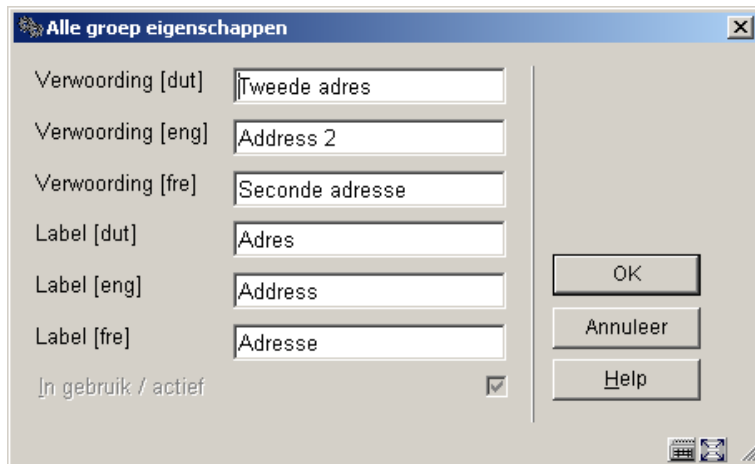 Alle groep eigenschappen
Verwoording [dut] Tweede adres
Verwoording [eng] Address 2
Verwoording [fre] Seconde adresse
Label [dut] Adres
Label [eng] Address
Label [fre] Adresse
In gebruik / actief
OK
Annuleer
Help